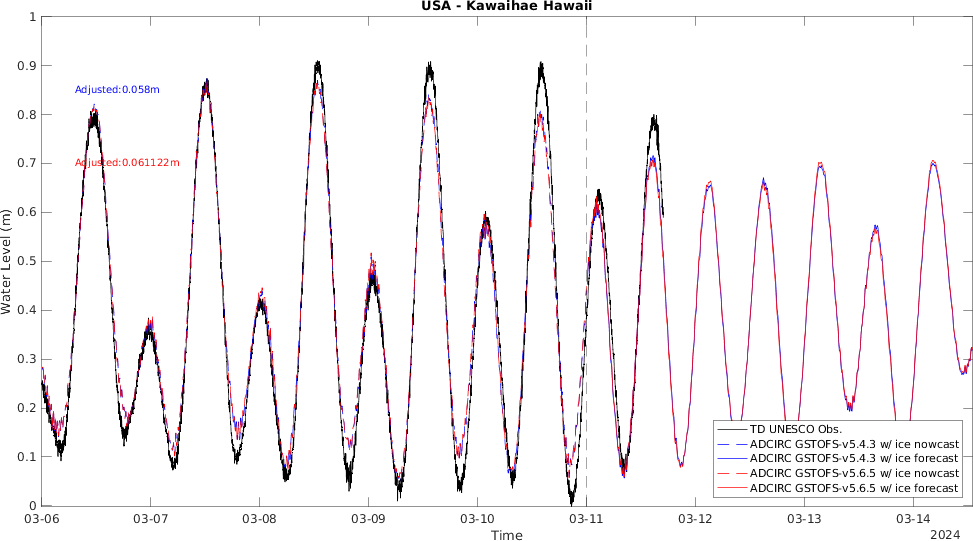 USA - Kawaihae Hawaii
1
0.9
0.8
0.7
0.6
0.5
0.4
0.3
0.2
0.1
0
Water Level (m)
Adjusted:0.058m
Adjusted:0.061122m
TD UNESCO Obs.
ADCIRC GSTOFS-v5.4.3 w/ ice nowcast
ADCIRC GSTOFS-v5.4.3 w/ ice forecast
ADCIRC GSTOFS-v5.6.5 w/ ice nowcast
ADCIRC GSTOFS-v5.6.5 w/ ice forecast
03-06 03-07 03-08 03-09 03-10 03-11 03-12 03-13 03-14
Time
2024